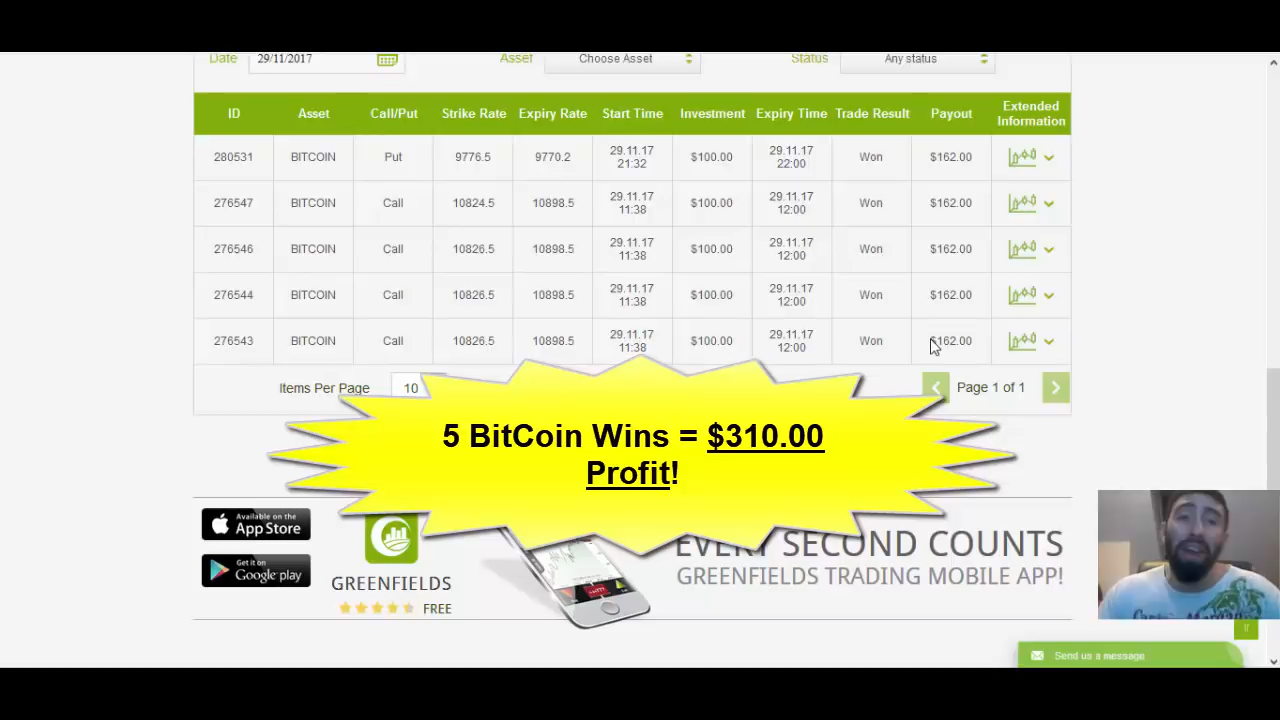 Date 29/11/2017 Asset Choose Asset Status Any status
ID Asset Call/Put Strike Rate Expiry Rate Start Time Investment Expiry Time Trade Result Payout Extended Information
280531 BITCOIN Put 9776.5 9770.2 29.11.17 21:32 $100.00 29.11.17 22:00 Won $162.00
276547 BITCOIN Call 10824.5 10898.5 29.11.17 11:38 $100.00 29.11.17 12:00 Won $162.00
276546 BITCOIN Call 10826.5 10898.5 29.11.17 11:38 $100.00 29.11.17 12:00 Won $162.00
276544 BITCOIN Call 10826.5 10898.5 29.11.17 11:38 $100.00 29.11.17 12:00 Won $162.00
276543 BITCOIN Call 10826.5 10898.5 29.11.17 11:38 $100.00 29.11.17 12:00 Won $162.00
Items Per Page 10 Page 1 of 1
5 BitCoin Wins = $310.00
Profit!
Available on the
App Store
Get it on
Google play
GREENFIELDS
FREE
EVERY SECOND COUNTS
GREENFIELDS TRADING MOBILE APP!
Send us a message